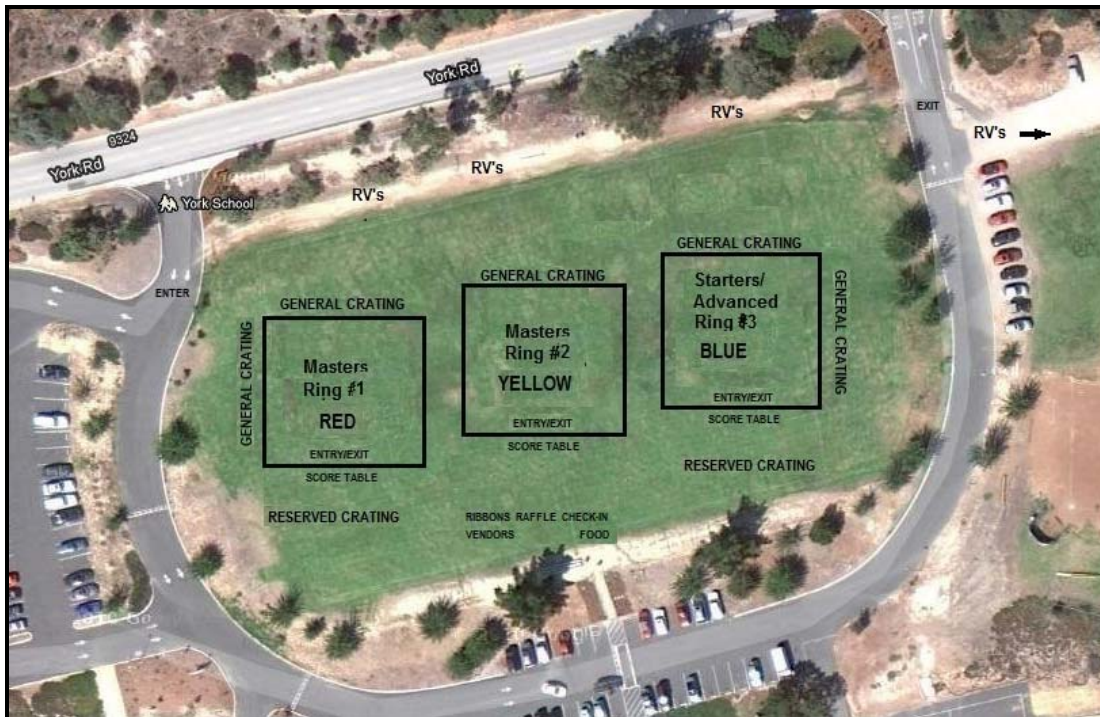 York Rd
9324
York Rd
York School
EXIT
RV's
RV's
RV's
RV's
ENTER
GENERAL CRATING
GENERAL CRATING
GENERAL CRATING
GENERAL CRATING
GENERAL CRATING
Starters/
Advanced
Ring #3
BLUE
ENTRY/EXIT
SCORE TABLE
Masters
Ring #2
YELLOW
ENTRY/EXIT
SCORE TABLE
Masters
Ring #1
RED
ENTRY/EXIT
SCORE TABLE
RESERVED CRATING
RESERVED CRATING
RIBBONS RAFFLE CHECK-IN
VENDORS FOOD